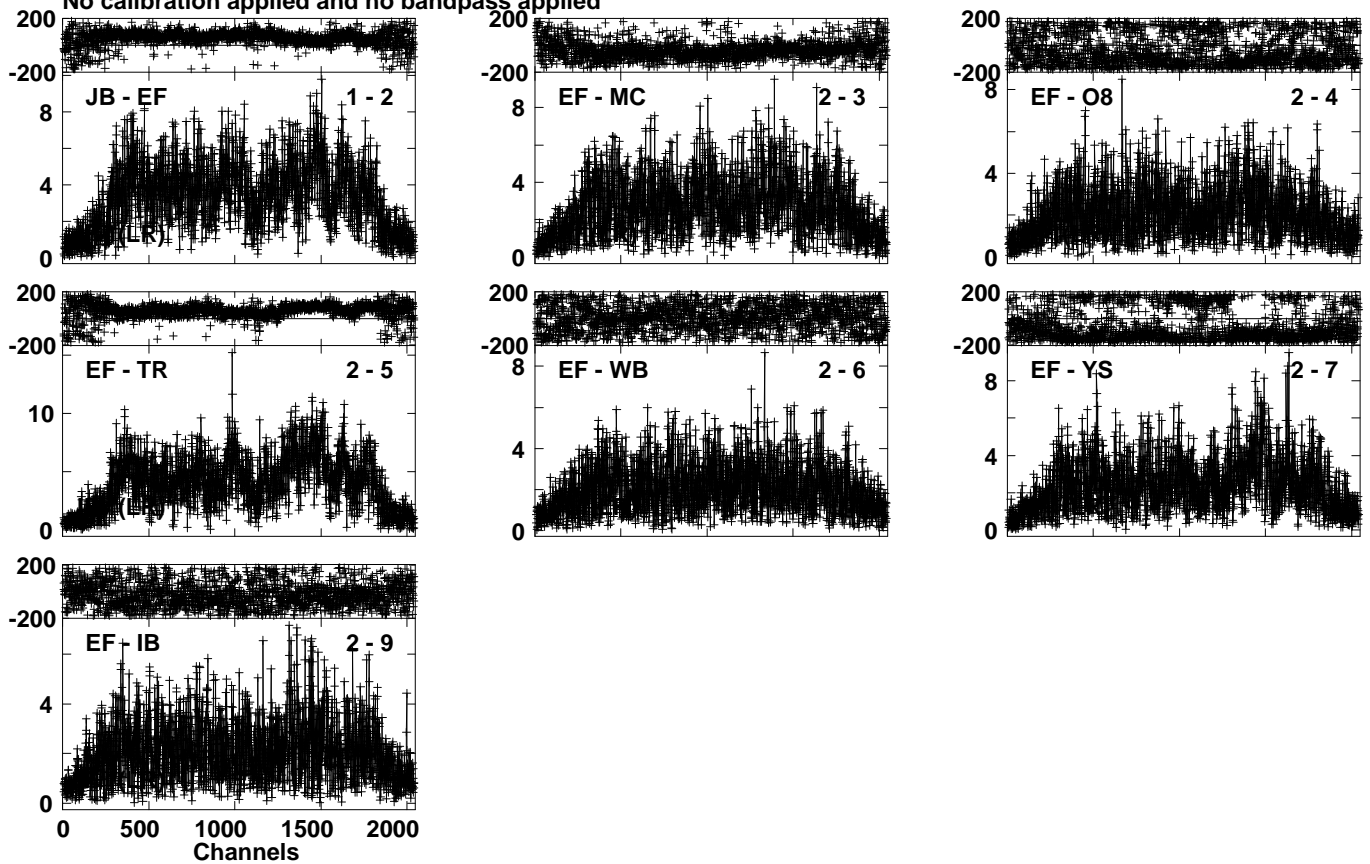 No calibration applied and no bandpass applied
200
-200
JB - EF 1 - 2
8
4
(LR)
0
200
-200
EF - MC 2 - 3
8
4
0
200
-200
EF - O8 2 - 4
8
4
0
200
-200
EF - TR 2 - 5
10
(LR)
0
200
-200
EF - WB 2 - 6
8
4
0
200
-200
EF - YS 2 - 7
8
4
0
200
-200
EF - IB 2 - 9
4
0
0 500 1000 1500 2000
Channels